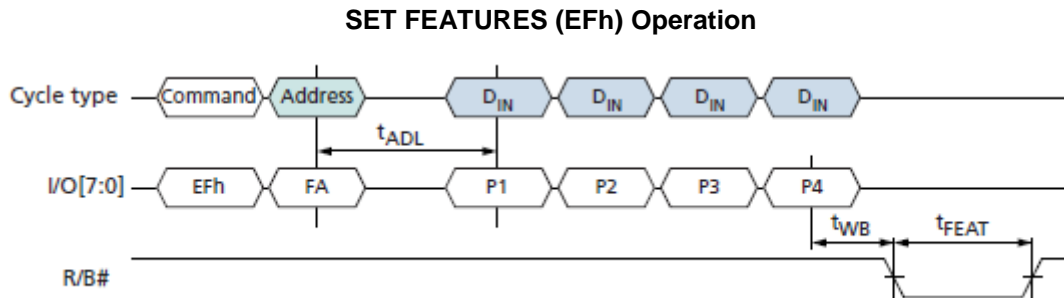 SET FEATURES (EFh) Operation
Cycle type Command Address DIN DIN DIN DIN
tADL
I/O[7:0] EFh FA P1 P2 P3 P4
tWB tFEAT
R/B#